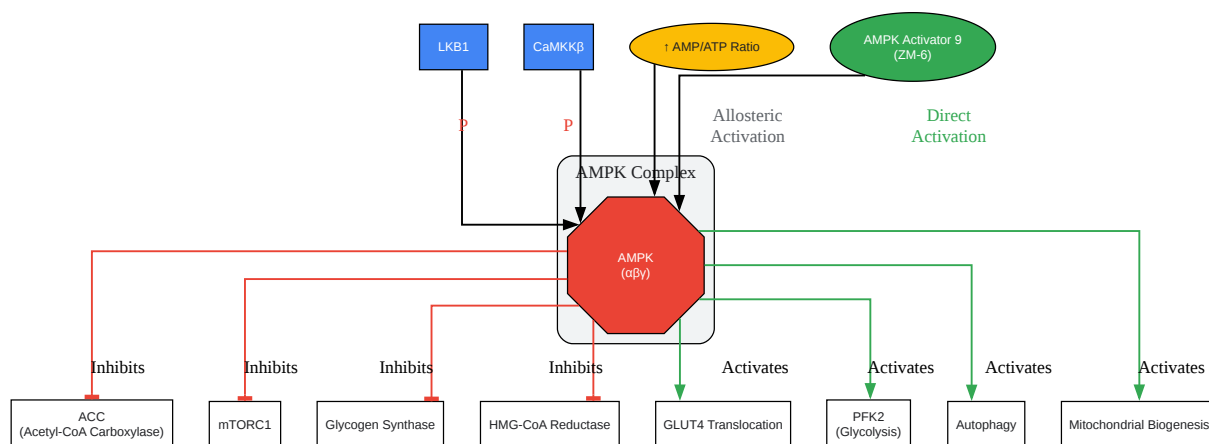 LKB1
CaMKKβ
↑ AMP/ATP Ratio
AMPK Activator 9
(ZM-6)
P
P
Allosteric
Activation
Direct
Activation
AMPK Complex
AMPK
(αβγ)
Inhibits
Inhibits
Inhibits
Inhibits
Activates
Activates
Activates
Activates
ACC
(Acetyl-CoA Carboxylase)
mTORC1
Glycogen Synthase
HMG-CoA Reductase
GLUT4 Translocation
PFK2
(Glycolysis)
Autophagy
Mitochondrial Biogenesis